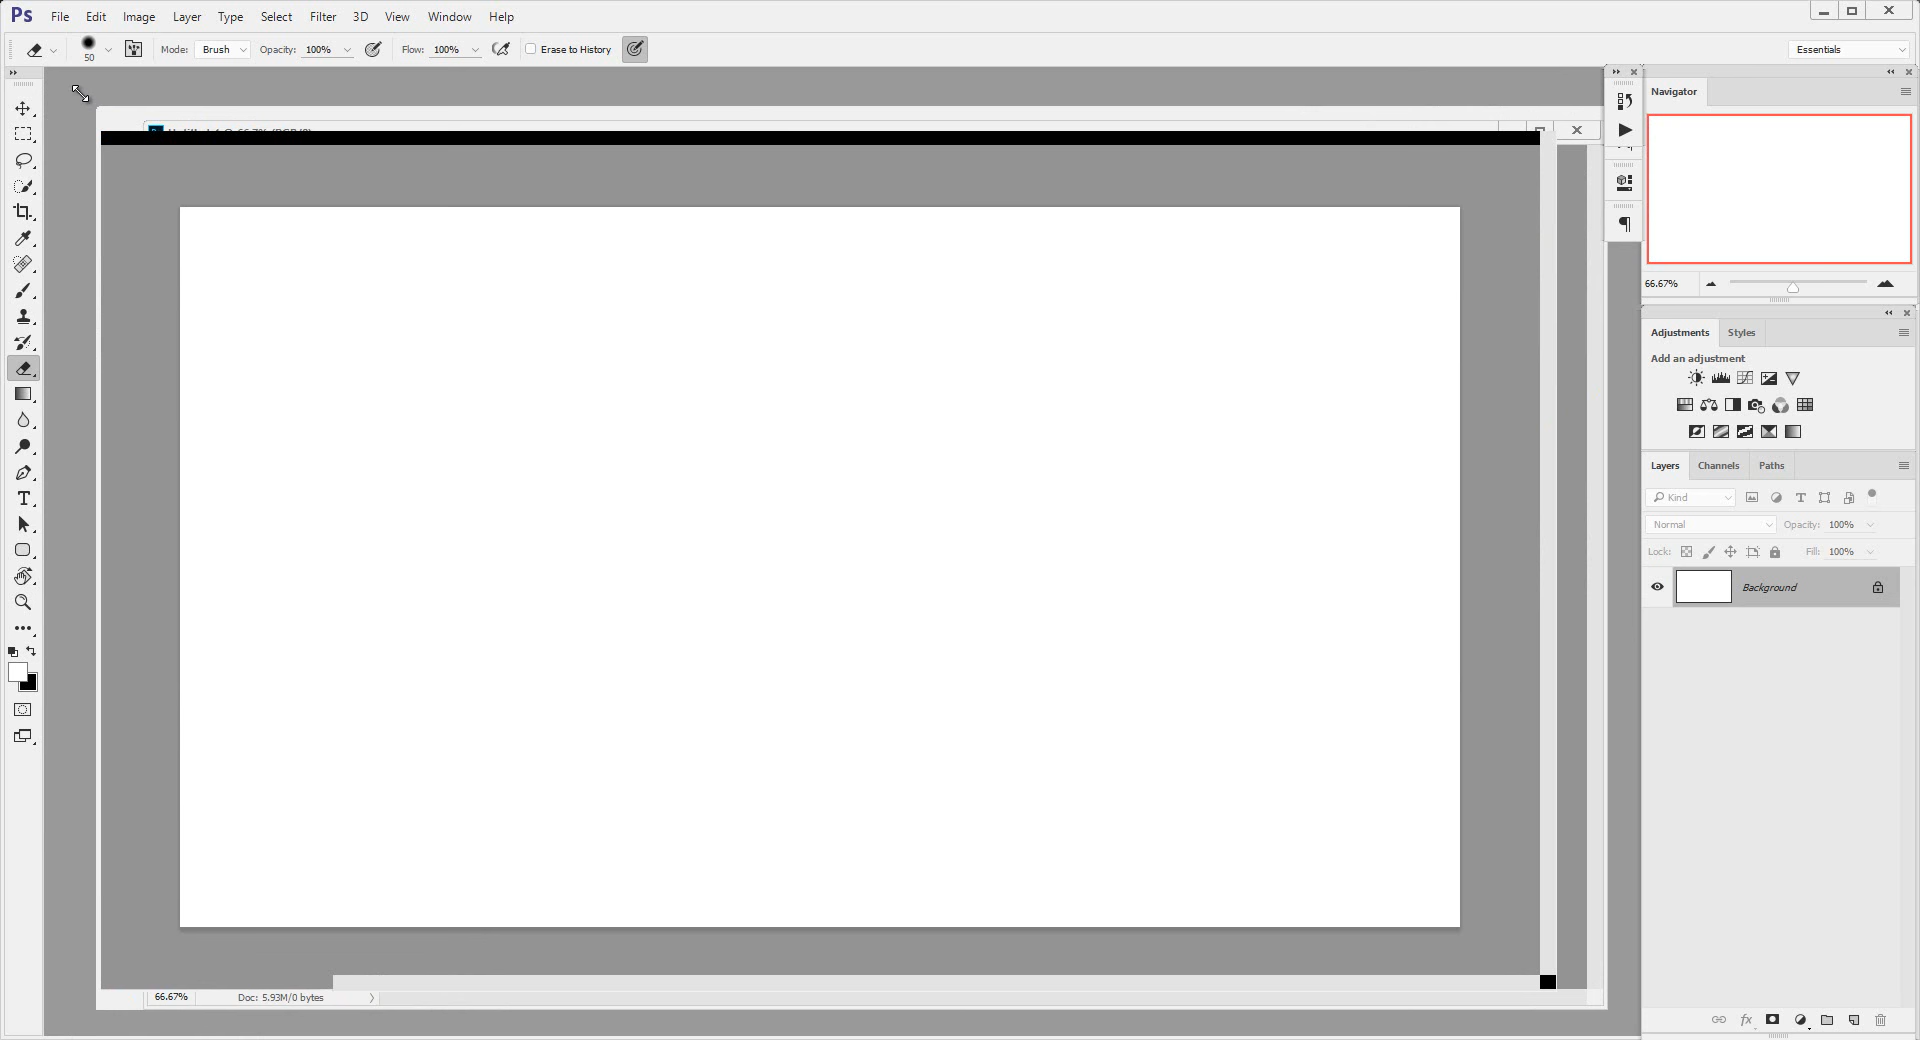 Ps File Edit Image Layer Type Select Filter 3D View Window Help
50 Mode: Brush Opacity: 100% Flow: 100% Erase to History Essentials
Navigator
66.67%
Adjustments Styles
Add an adjustment
Layers Channels Paths
Kind
Normal Opacity: 100%
Lock: Fill: 100%
Background
fx
66.67% Doc: 5.93M/0 bytes